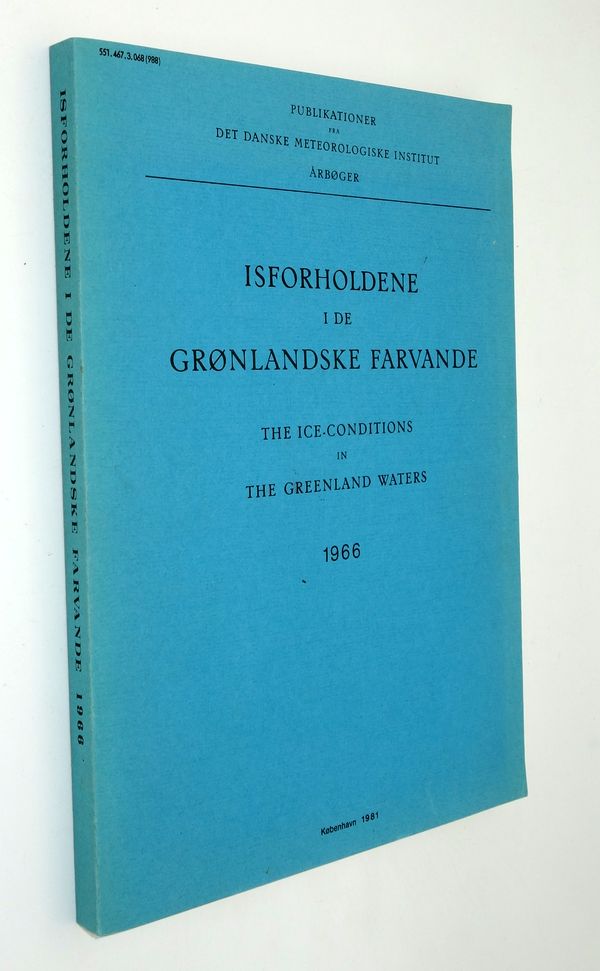 551.467.3.068(988)
PUBLIKATIONER
FRA
DET DANSKE METEOROLOGISKE INSTITUT
ÅRBØGER
ISFORHOLDENE
I DE
GRØNLANDSKE FARVANDE
THE ICE-CONDITIONS
IN
THE GREENLAND WATERS
1966
København 1981
ISFORHOLDENE I DE GRØNLANDSKE FARVANDE 1966